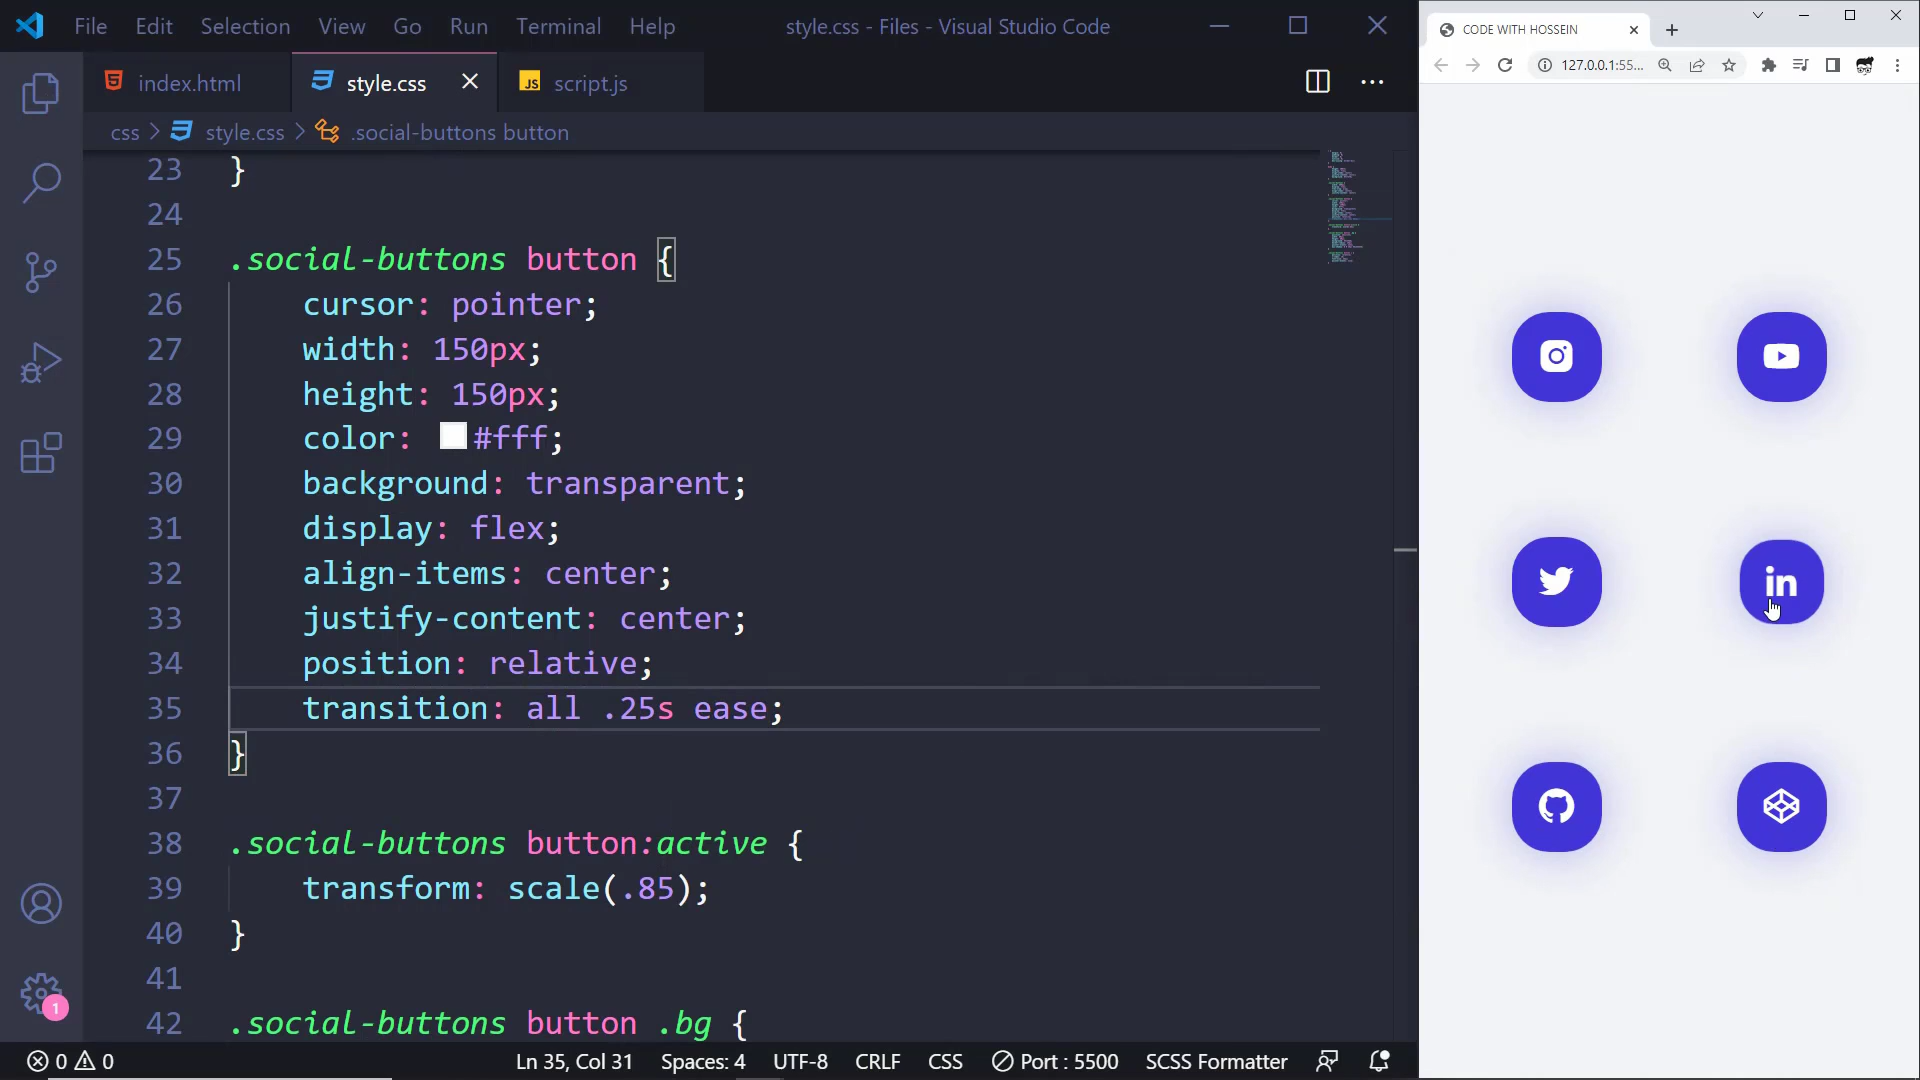 File Edit Selection View Go Run Terminal Help style.css - Files - Visual Studio Code
index.html style.css JS script.js
css > style.css > .social-buttons button
23 }
24
25 .social-buttons button {
26 cursor: pointer;
27 width: 150px;
28 height: 150px;
29 color: #fff;
30 background: transparent;
31 display: flex;
32 align-items: center;
33 justify-content: center;
34 position: relative;
35 transition: all .25s ease;
36 }
37
38 .social-buttons button:active {
39 transform: scale(.85);
40 }
41
42 .social-buttons button .bg {
1
0 0 Ln 35, Col 31 Spaces: 4 UTF-8 CRLF CSS Port : 5500 SCSS Formatter
CODE WITH HOSSEIN
127.0.0.1:55...
in